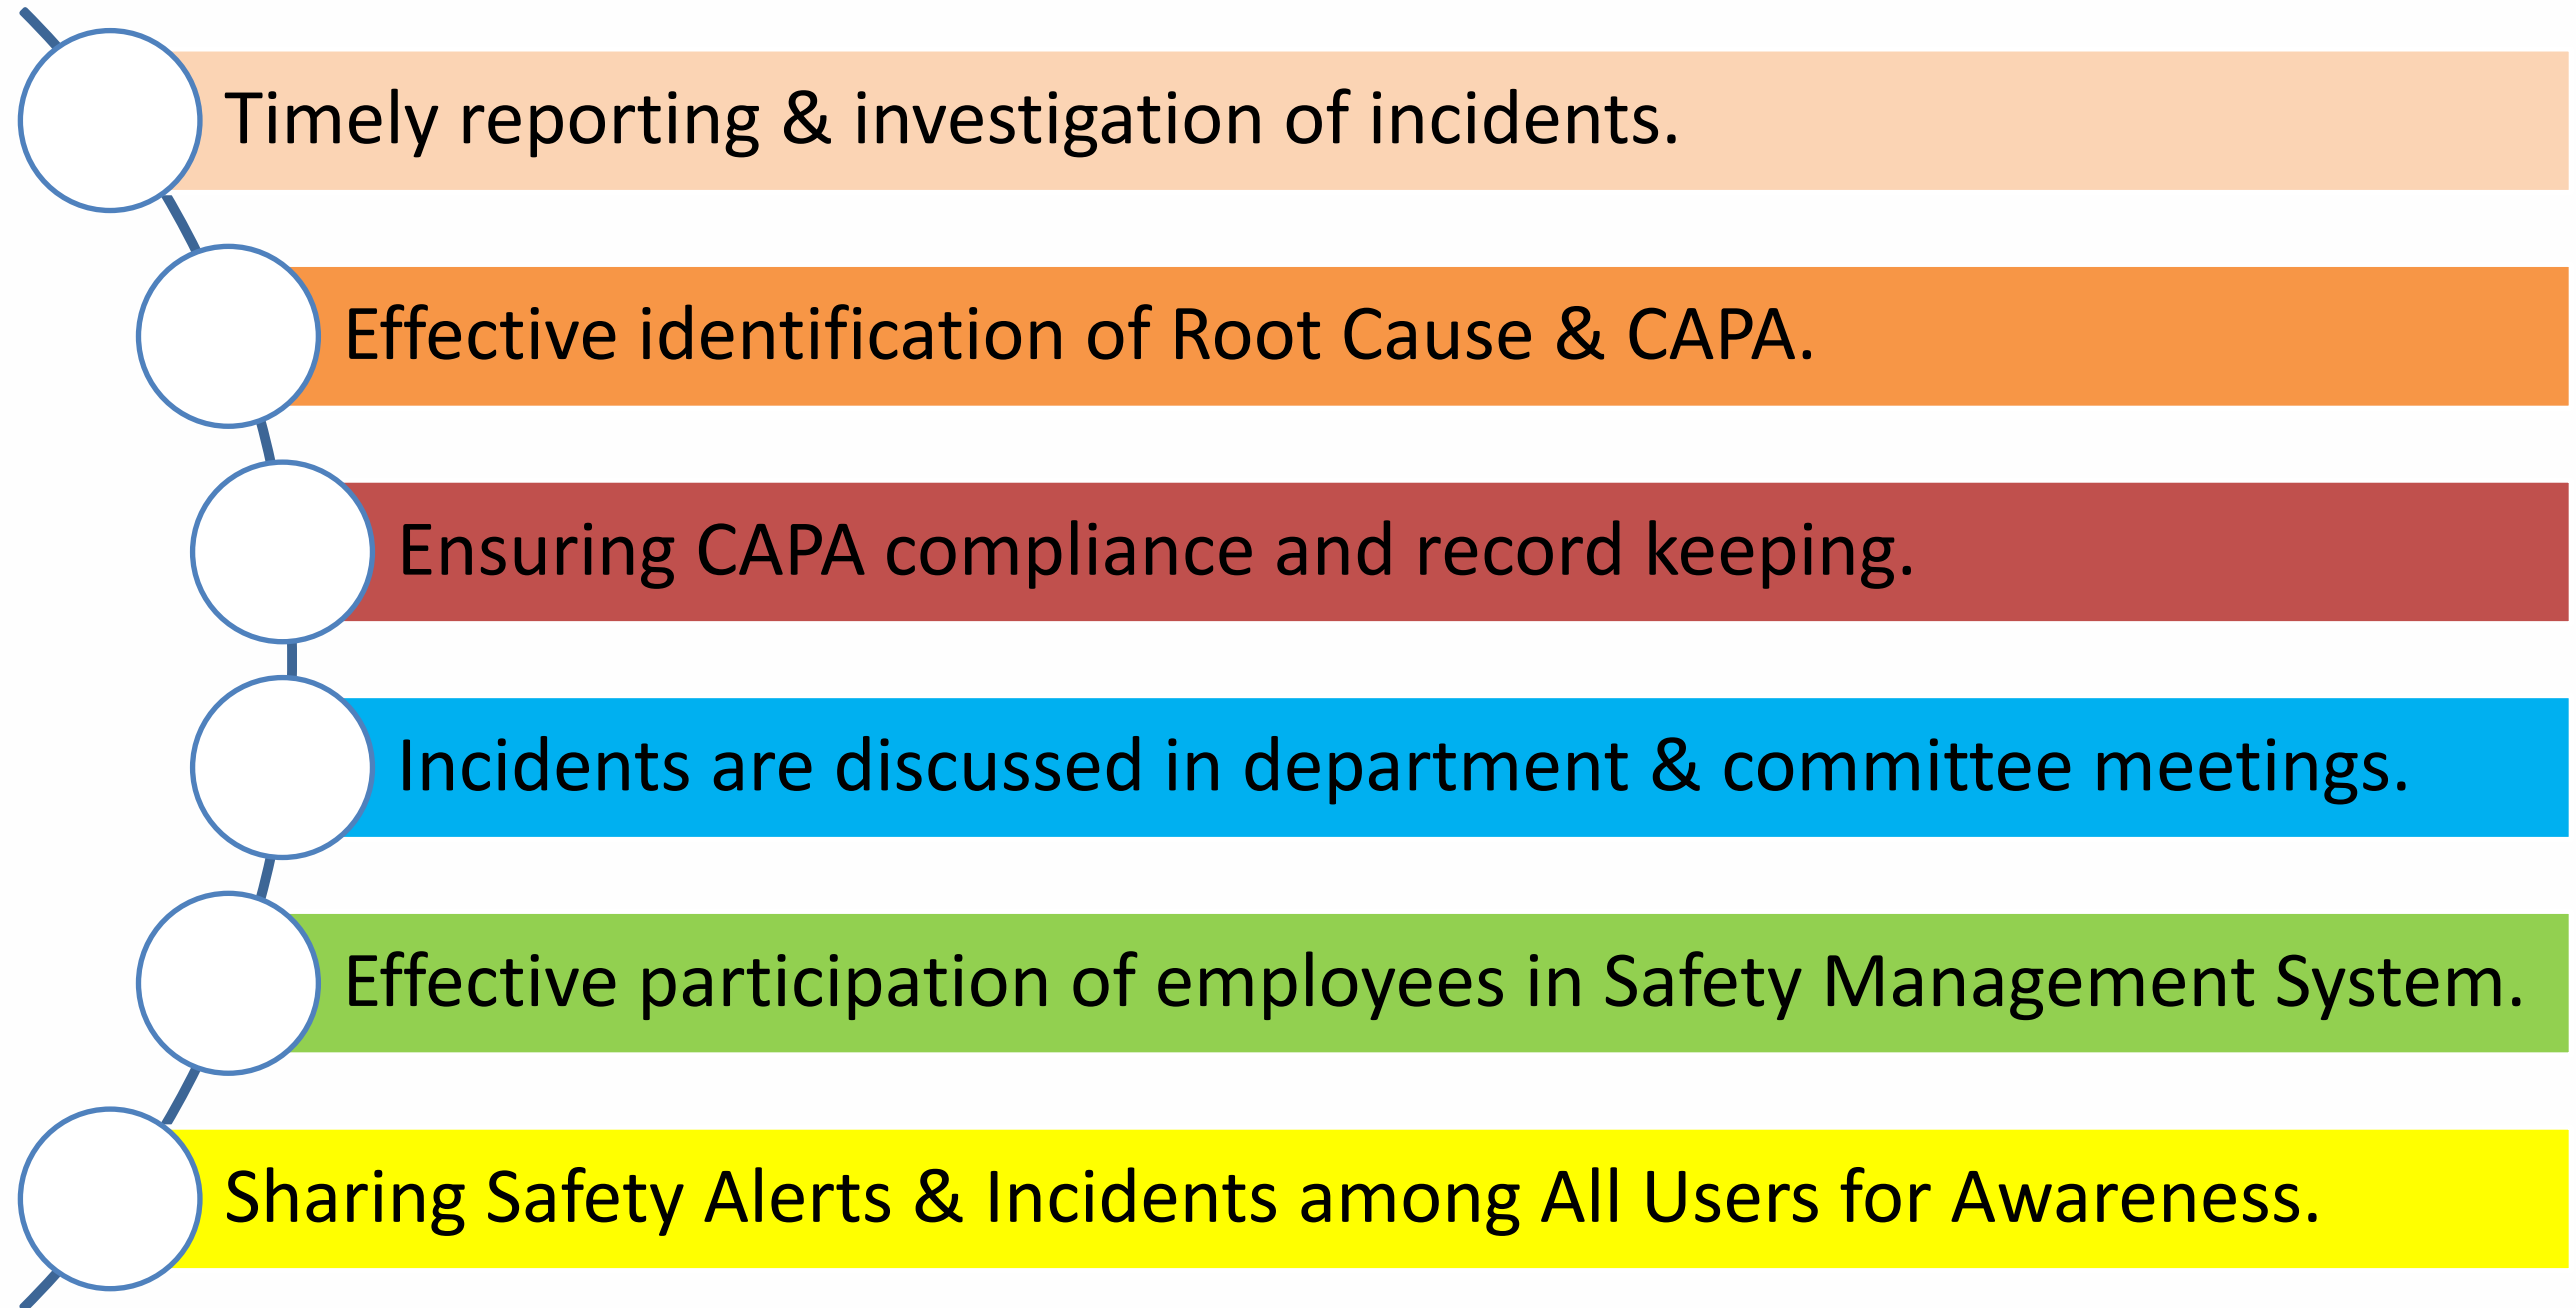 Timely reporting & investigation of incidents.
Effective identification of Root Cause & CAPA.
Ensuring CAPA compliance and record keeping.
Incidents are discussed in department & committee meetings.
Effective participation of employees in Safety Management System.
Sharing Safety Alerts & Incidents among All Users for Awareness.